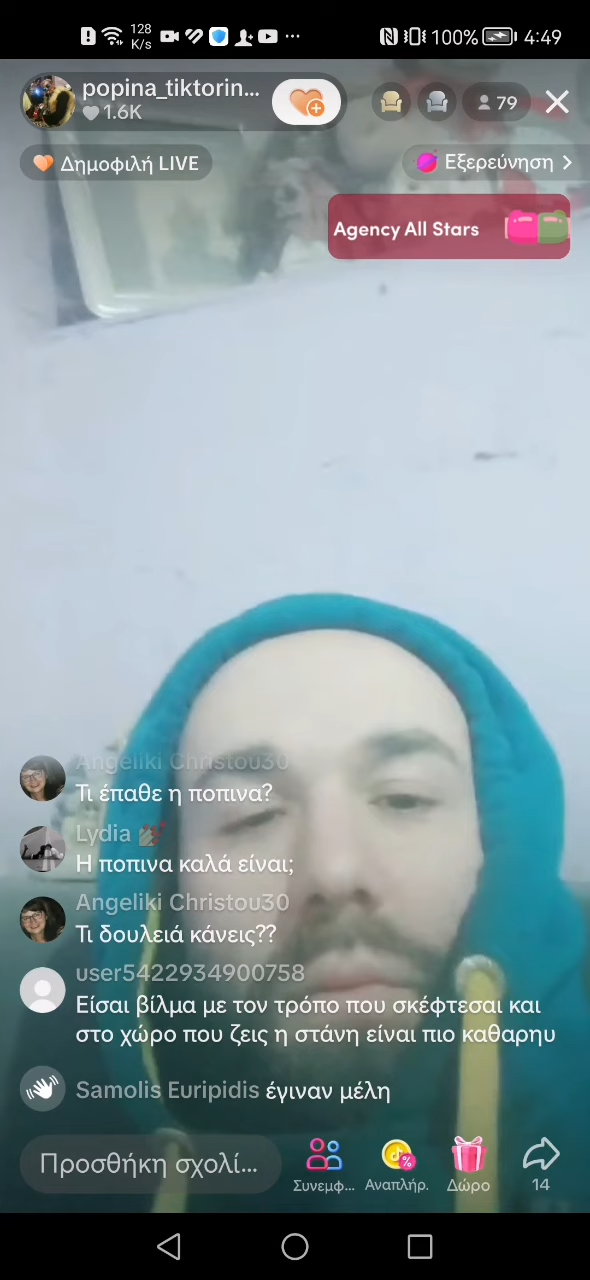 128
K/s
100%
4:49
popina_tiktorin...
1.6K
79
Δημοφιλή LIVE
Εξερεύνηση
Agency All Stars
Angeliki Christou30
Τι έπαθε η ποπινα?
Lydia
Η ποπινα καλά είναι;
Angeliki Christou30
Τι δουλειά κάνεις??
user5422934900758
Είσαι βίλμα με τον τρόπο που σκέφτεσαι και
στο χώρο που ζεις η στάνη είναι πιο καθαρηυ
Samolis Euripidis έγιναν μέλη
Προσθήκη σχολί...
Συνεμφ...
Αναπλήρ.
Δώρο
14